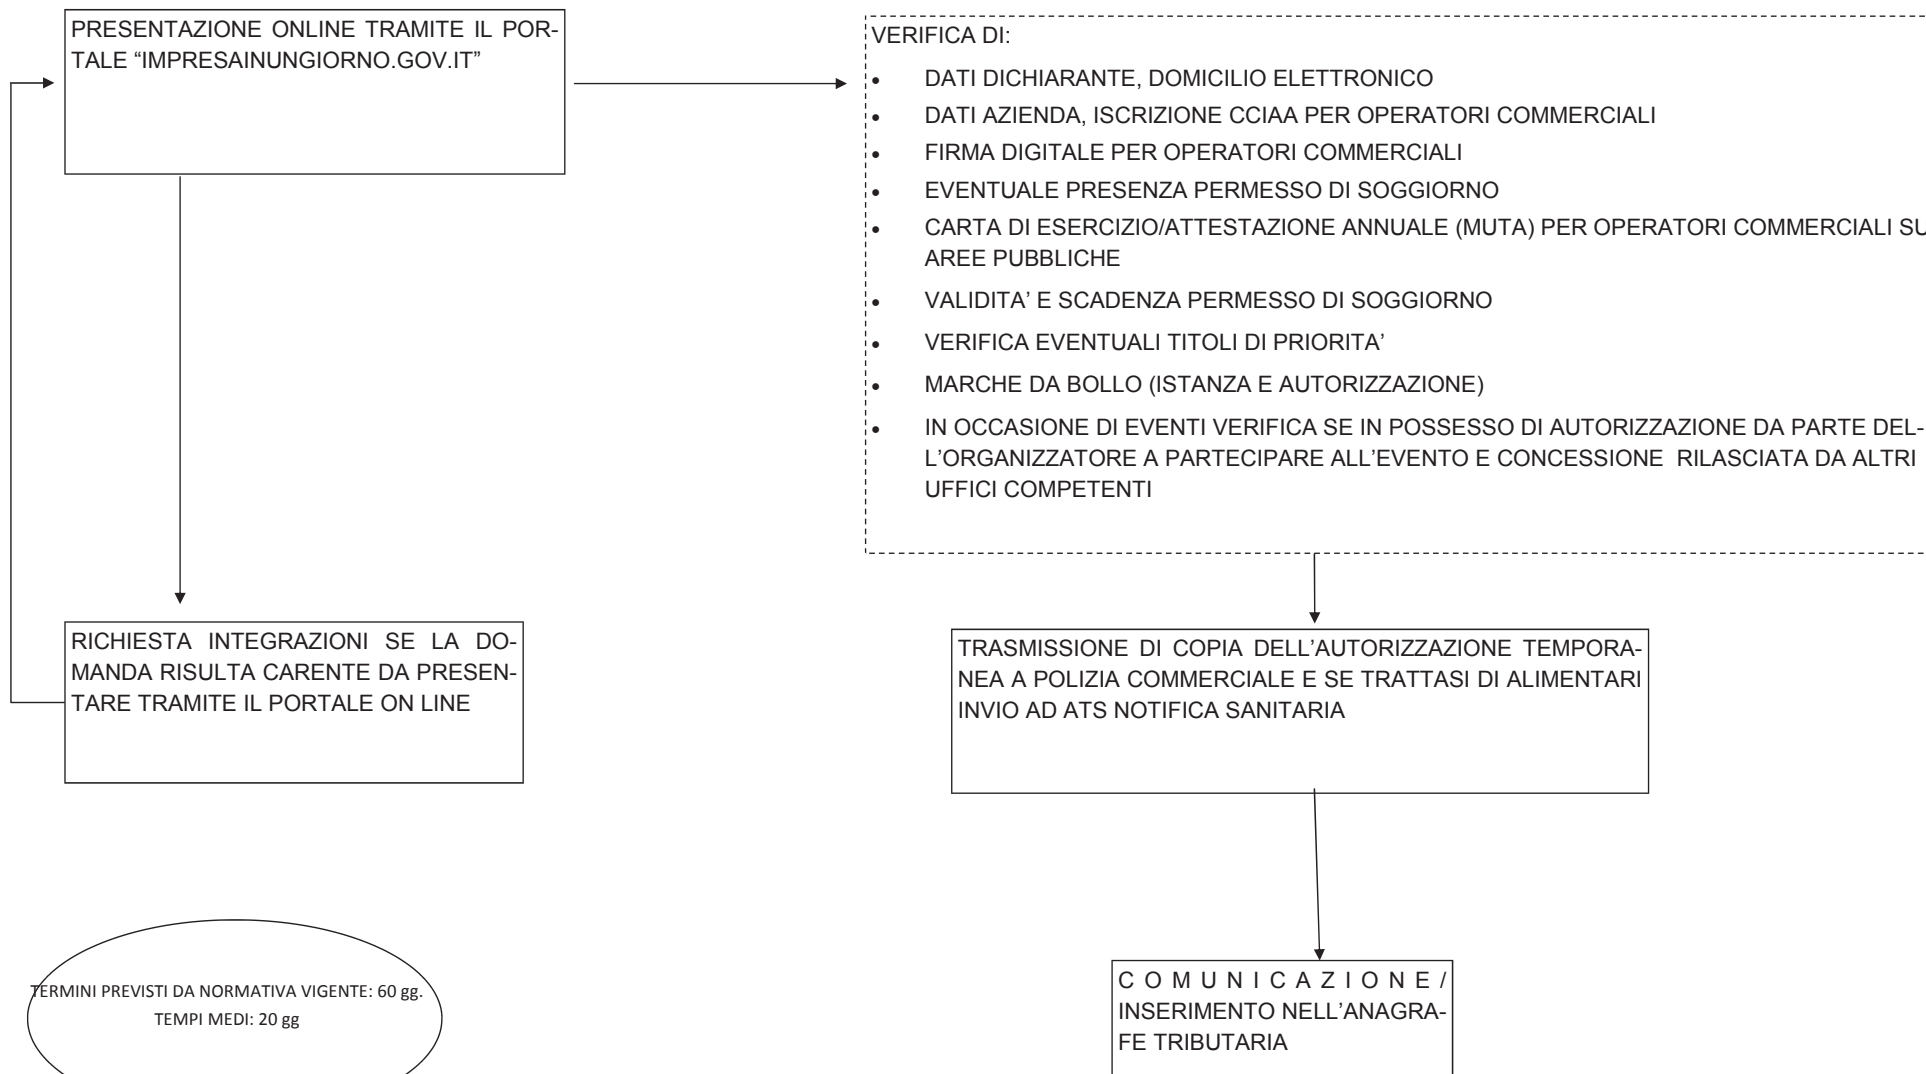 PRESENTAZIONE ONLINE TRAMITE IL POR-
TALE “IMPRESAINUNGIORNO.GOV.IT”
VERIFICA DI:
• DATI DICHIARANTE, DOMICILIO ELETTRONICO
• DATI AZIENDA, ISCRIZIONE CCIAA PER OPERATORI COMMERCIALI
• FIRMA DIGITALE PER OPERATORI COMMERCIALI
• EVENTUALE PRESENZA PERMESSO DI SOGGIORNO
• CARTA DI ESERCIZIO/ATTESTAZIONE ANNUALE (MUTA) PER OPERATORI COMMERCIALI SU
AREE PUBBLICHE
• VALIDITA’ E SCADENZA PERMESSO DI SOGGIORNO
• VERIFICA EVENTUALI TITOLI DI PRIORITA’
• MARCHE DA BOLLO (ISTANZA E AUTORIZZAZIONE)
• IN OCCASIONE DI EVENTI VERIFICA SE IN POSSESSO DI AUTORIZZAZIONE DA PARTE DEL-
L’ORGANIZZATORE A PARTECIPARE ALL’EVENTO E CONCESSIONE RILASCIATA DA ALTRI
UFFICI COMPETENTI
RICHIESTA INTEGRAZIONI SE LA DO-
MANDA RISULTA CARENTE DA PRESEN-
TARE TRAMITE IL PORTALE ON LINE
TRASMISSIONE DI COPIA DELL’AUTORIZZAZIONE TEMPORA-
NEA A POLIZIA COMMERCIALE E SE TRATTASI DI ALIMENTARI
INVIO AD ATS NOTIFICA SANITARIA
TERMINI PREVISTI DA NORMATIVA VIGENTE: 60 gg.
TEMPI MEDI: 20 gg
COMUNICAZIONE/
INSERIMENTO NELL’ANAGRA-
FE TRIBUTARIA